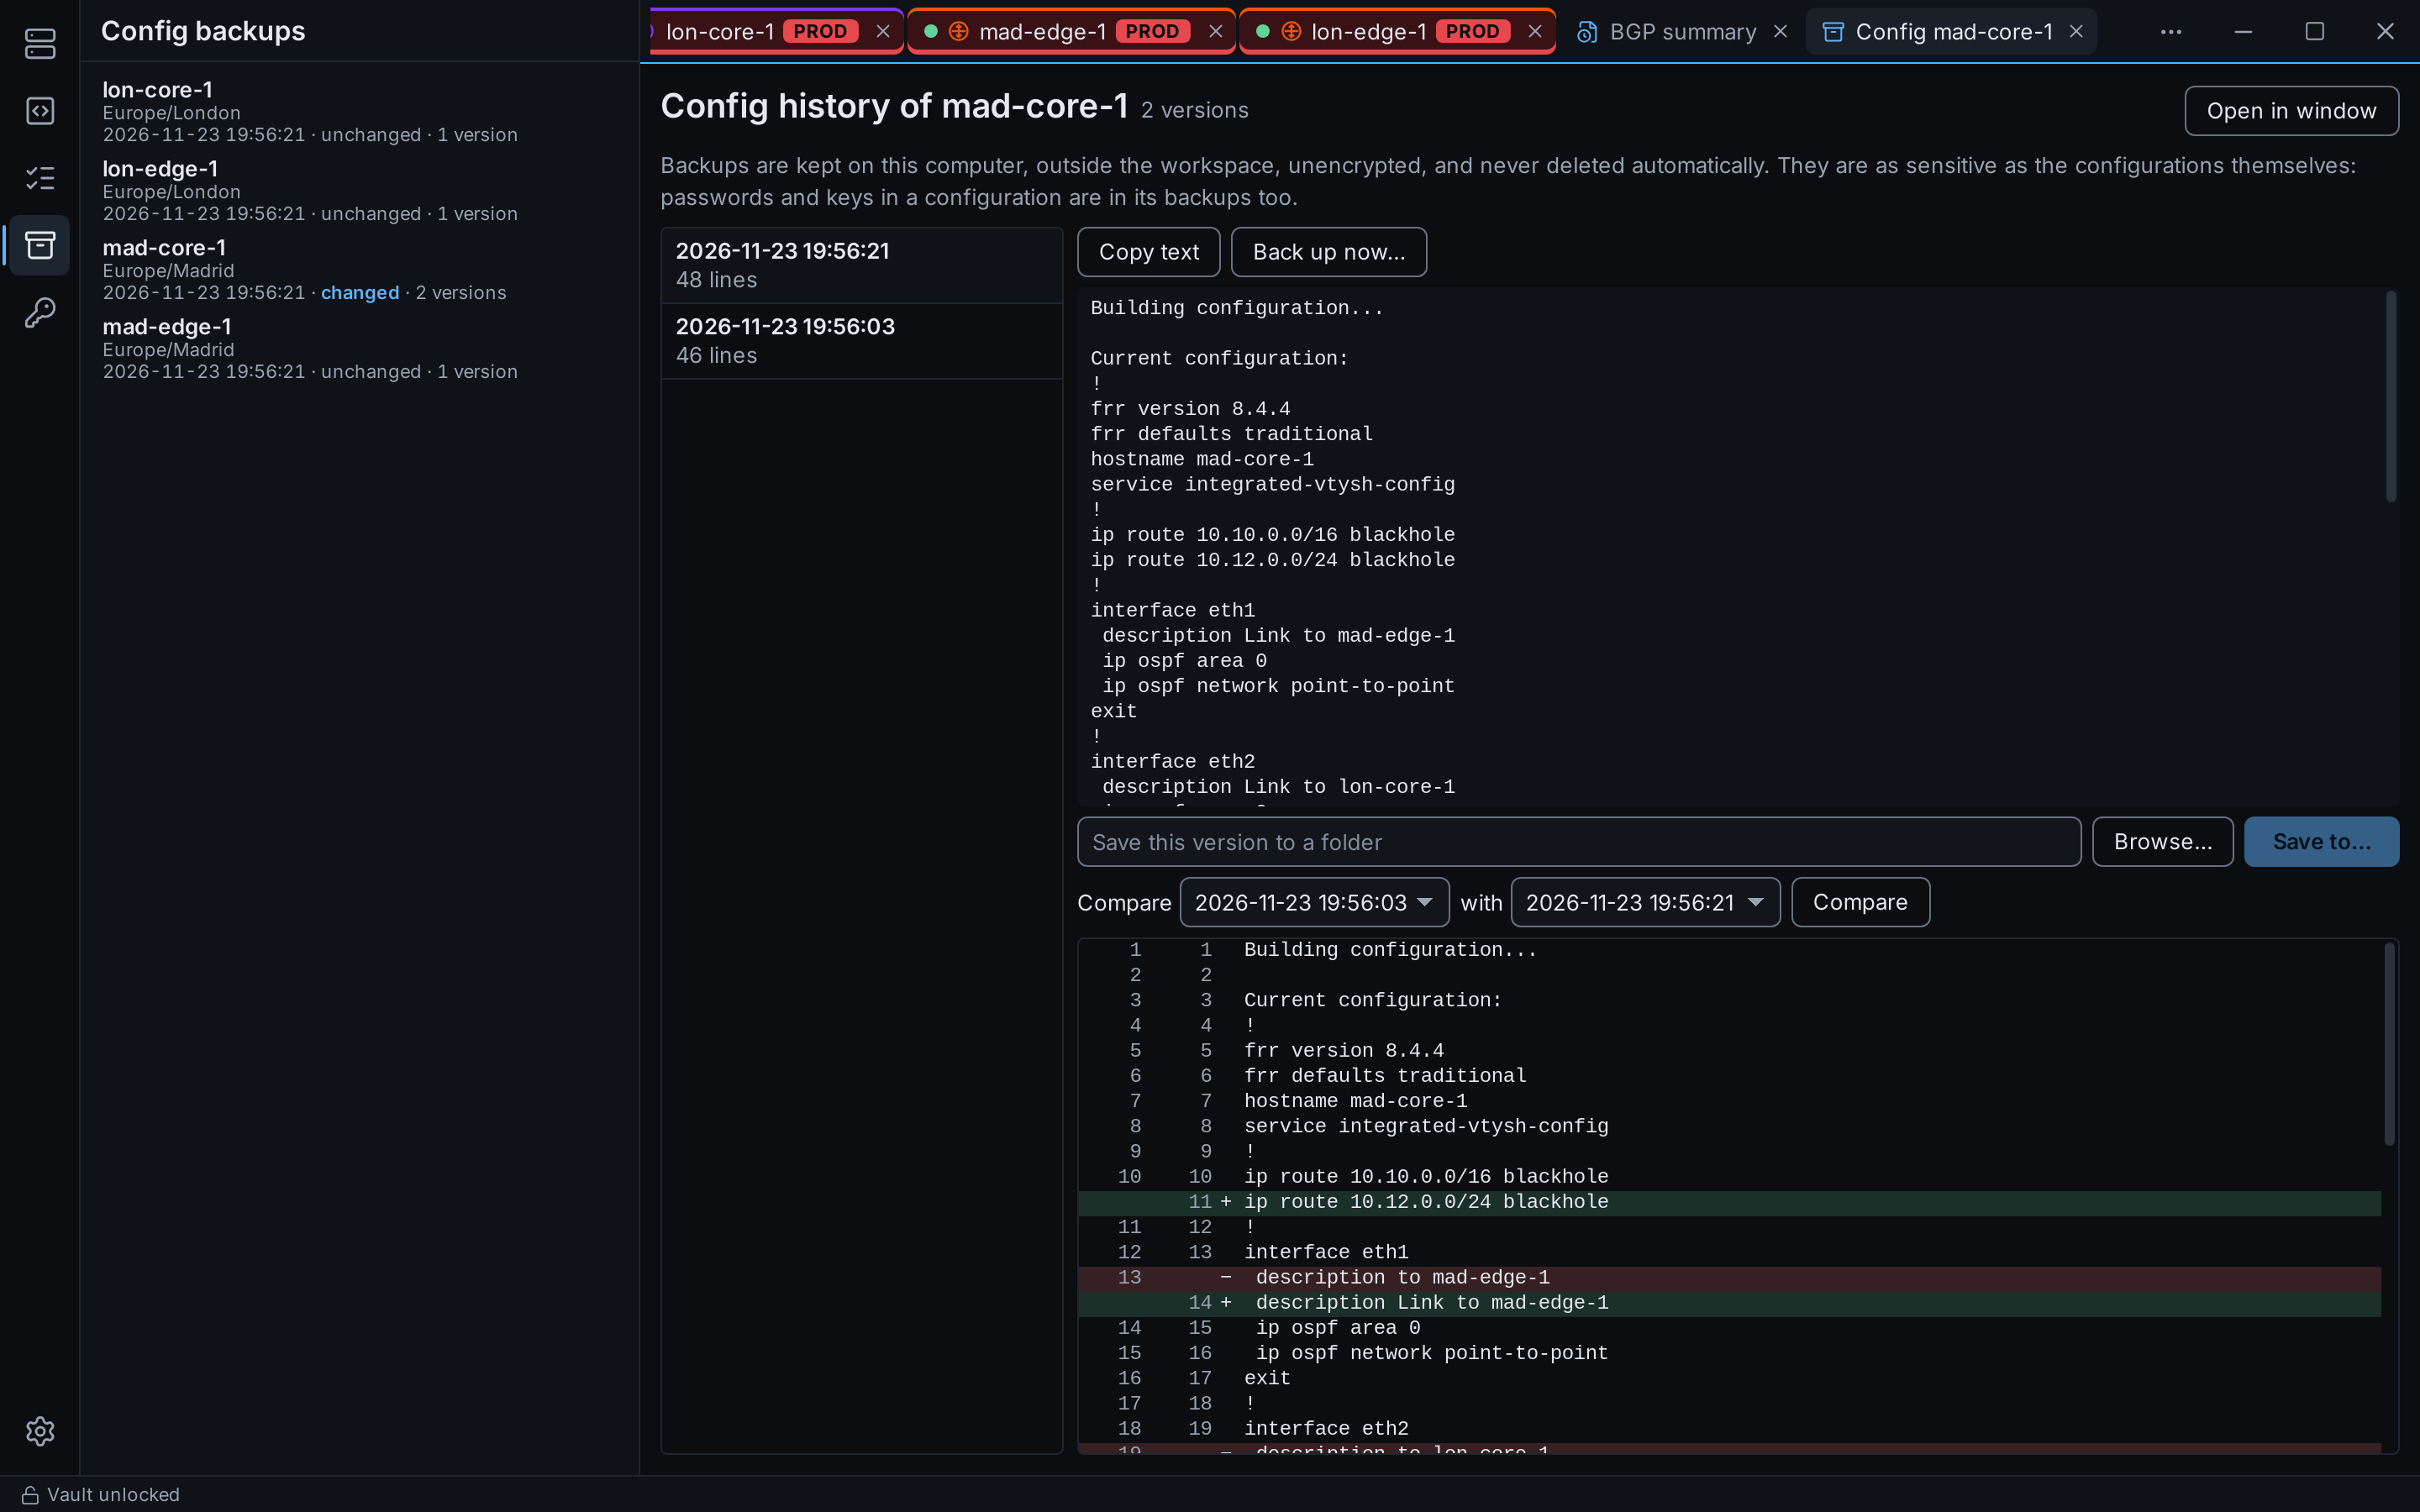 Config backups
lon-core-1 PROD
mad-edge-1 PROD
lon-edge-1 PROD
BGP summary
Config mad-core-1
lon-core-1
Europe/London
2026-11-23 19:56:21 · unchanged · 1 version
lon-edge-1
Europe/London
2026-11-23 19:56:21 · unchanged · 1 version
mad-core-1
Europe/Madrid
2026-11-23 19:56:21 · changed · 2 versions
mad-edge-1
Europe/Madrid
2026-11-23 19:56:21 · unchanged · 1 version
Config history of mad-core-1 2 versions
Open in window
Backups are kept on this computer, outside the workspace, unencrypted, and never deleted automatically. They are as sensitive as the configurations themselves:
passwords and keys in a configuration are in its backups too.
2026-11-23 19:56:21
48 lines
2026-11-23 19:56:03
46 lines
Copy text
Back up now...
Building configuration...
Current configuration:
!
frr version 8.4.4
frr defaults traditional
hostname mad-core-1
service integrated-vtysh-config
!
ip route 10.10.0.0/16 blackhole
ip route 10.12.0.0/24 blackhole
!
interface eth1
 description Link to mad-edge-1
 ip ospf area 0
 ip ospf network point-to-point
exit
!
interface eth2
 description Link to lon-core-1
Save this version to a folder
Browse...
Save to...
Compare 2026-11-23 19:56:03 with 2026-11-23 19:56:21 Compare
1 1 Building configuration...
2 2
3 3 Current configuration:
4 4 !
5 5 frr version 8.4.4
6 6 frr defaults traditional
7 7 hostname mad-core-1
8 8 service integrated-vtysh-config
9 9 !
10 10 ip route 10.10.0.0/16 blackhole
11 + ip route 10.12.0.0/24 blackhole
11 12 !
12 13 interface eth1
13 − description to mad-edge-1
14 + description Link to mad-edge-1
14 15 ip ospf area 0
15 16 ip ospf network point-to-point
16 17 exit
17 18 !
18 19 interface eth2
19 − description to lon-core-1
Vault unlocked